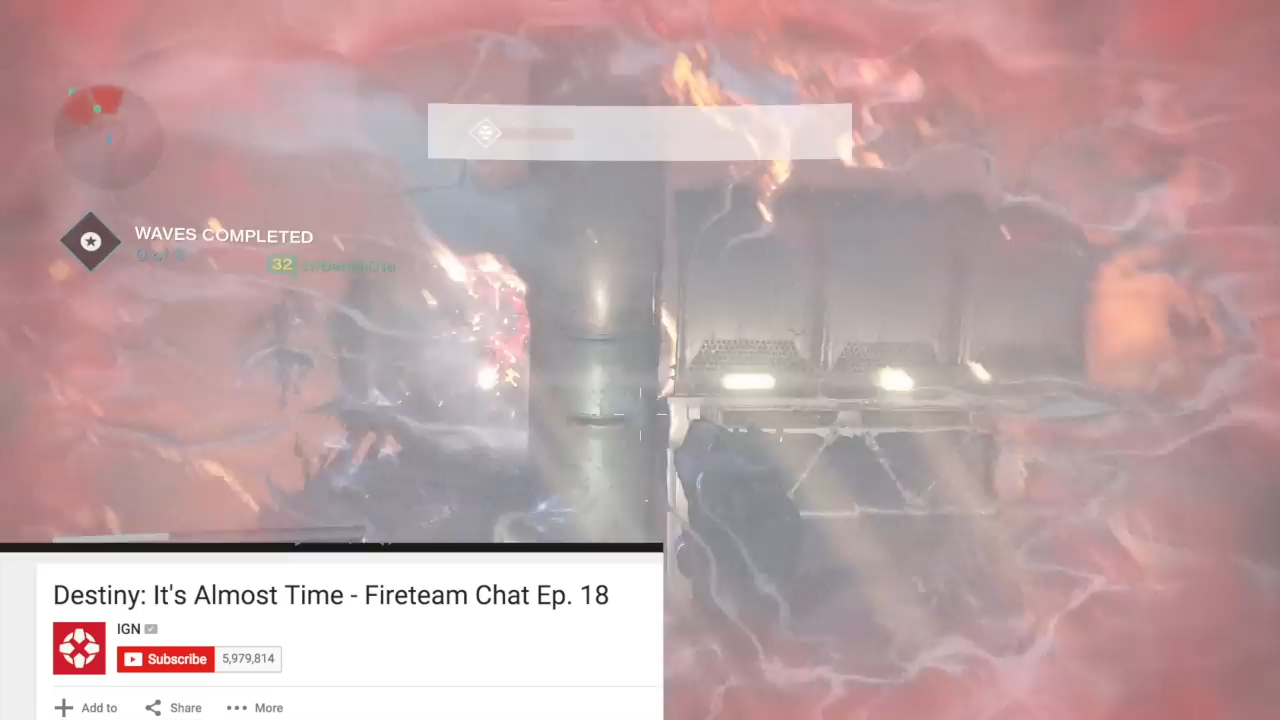 WAVES COMPLETED
32
Destiny: It's Almost Time - Fireteam Chat Ep. 18
IGN
Subscribe 5,979,814
Add to Share More